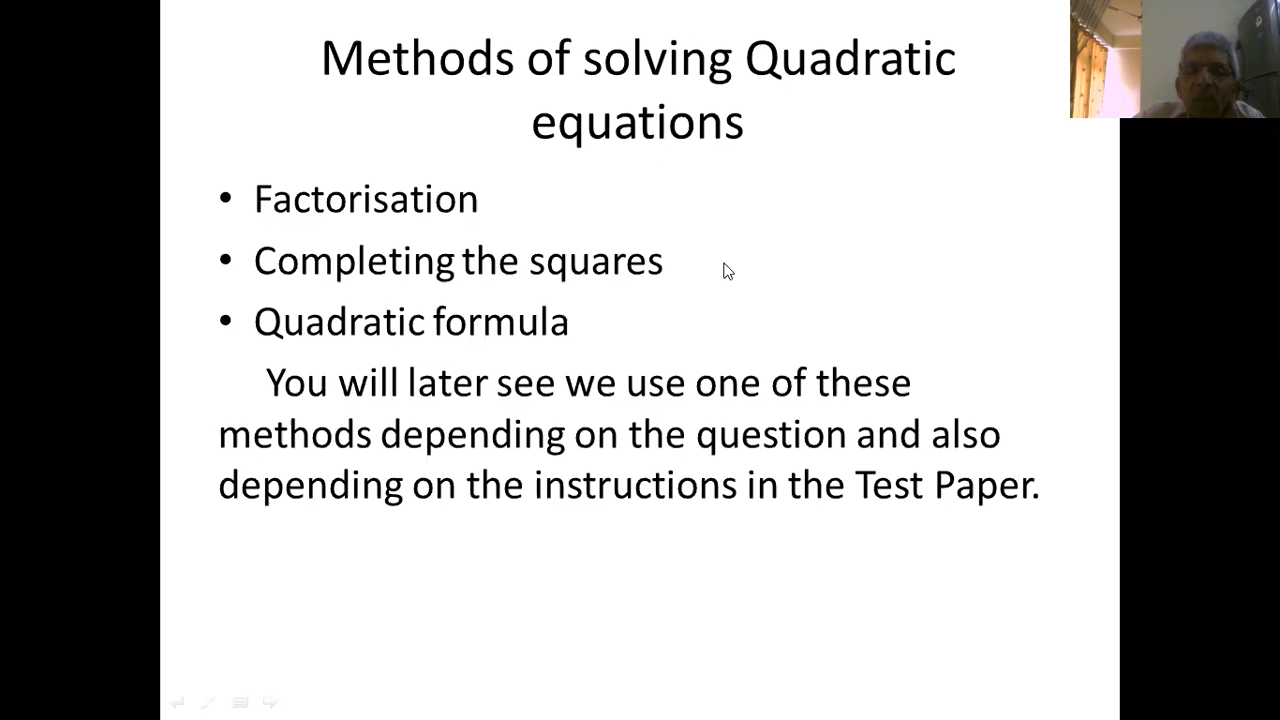 Methods of solving Quadratic
equations
• Factorisation
• Completing the squares
• Quadratic formula
You will later see we use one of these
methods depending on the question and also
depending on the instructions in the Test Paper.